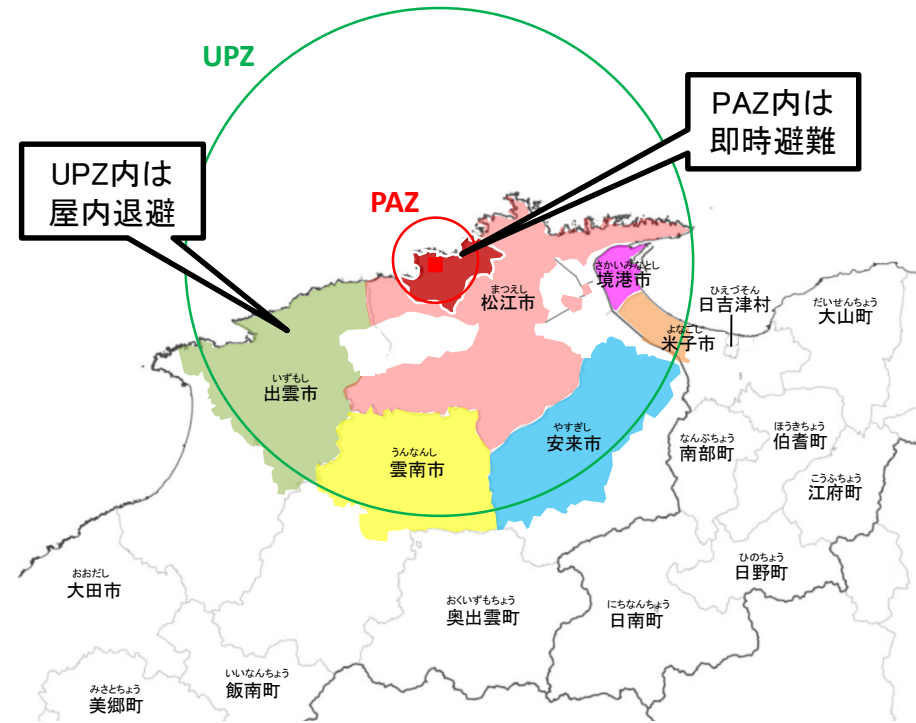 UPZ
PAZ内は
即時避難
UPZ内は
屋内退避
PAZ
さかいみなとし
境港市
ひえづそん
日吉津村
だいせんちょう
大山町
まつえし
松江市
よなごし
米子市
いずもし
出雲市
やすぎし
安来市
なんぶちょう
南部町
ほうきちょう
伯耆町
うんなんし
雲南市
こうふちょう
江府町
ひのちょう
日野町
おおだし
大田市
おくいずもちょう
奥出雲町
にちなんちょう
日南町
いいなんちょう
飯南町
みさとちょう
美郷町